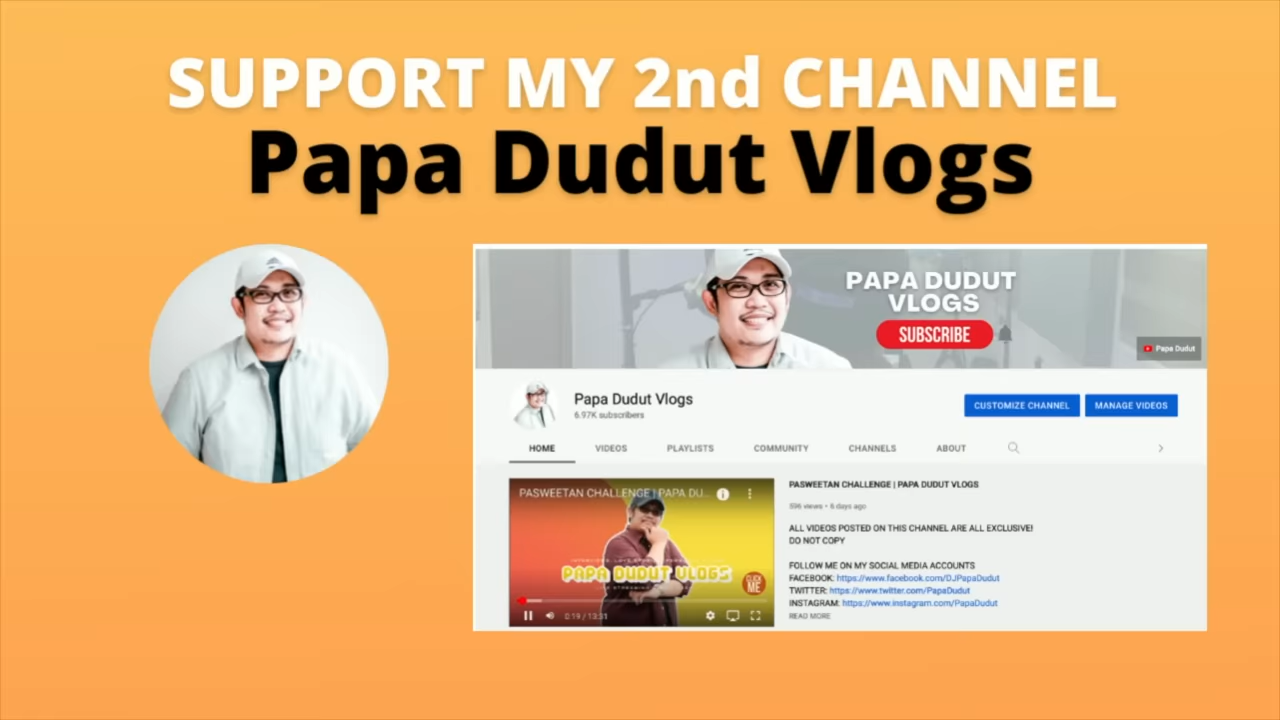 SUPPORT MY 2nd CHANNEL
Papa Dudut Vlogs
PAPA DUDUT
VLOGS
SUBSCRIBE
Papa Dudut
Papa Dudut Vlogs
6.97K subscribers
CUSTOMIZE CHANNEL
MANAGE VIDEOS
HOME VIDEOS PLAYLISTS COMMUNITY CHANNELS ABOUT
PASWEETAN CHALLENGE | PAPA DU...
PAPA DUDUT VLOGS
CLICK
ME
0:19 / 13:31
PASWEETAN CHALLENGE | PAPA DUDUT VLOGS
596 views • 6 days ago
ALL VIDEOS POSTED ON THIS CHANNEL ARE ALL EXCLUSIVE!
DO NOT COPY
FOLLOW ME ON MY SOCIAL MEDIA ACCOUNTS
FACEBOOK: https://www.facebook.com/DJPapaDudut
TWITTER: https://www.twitter.com/PapaDudut
INSTAGRAM: https://www.instagram.com/PapaDudut
READ MORE